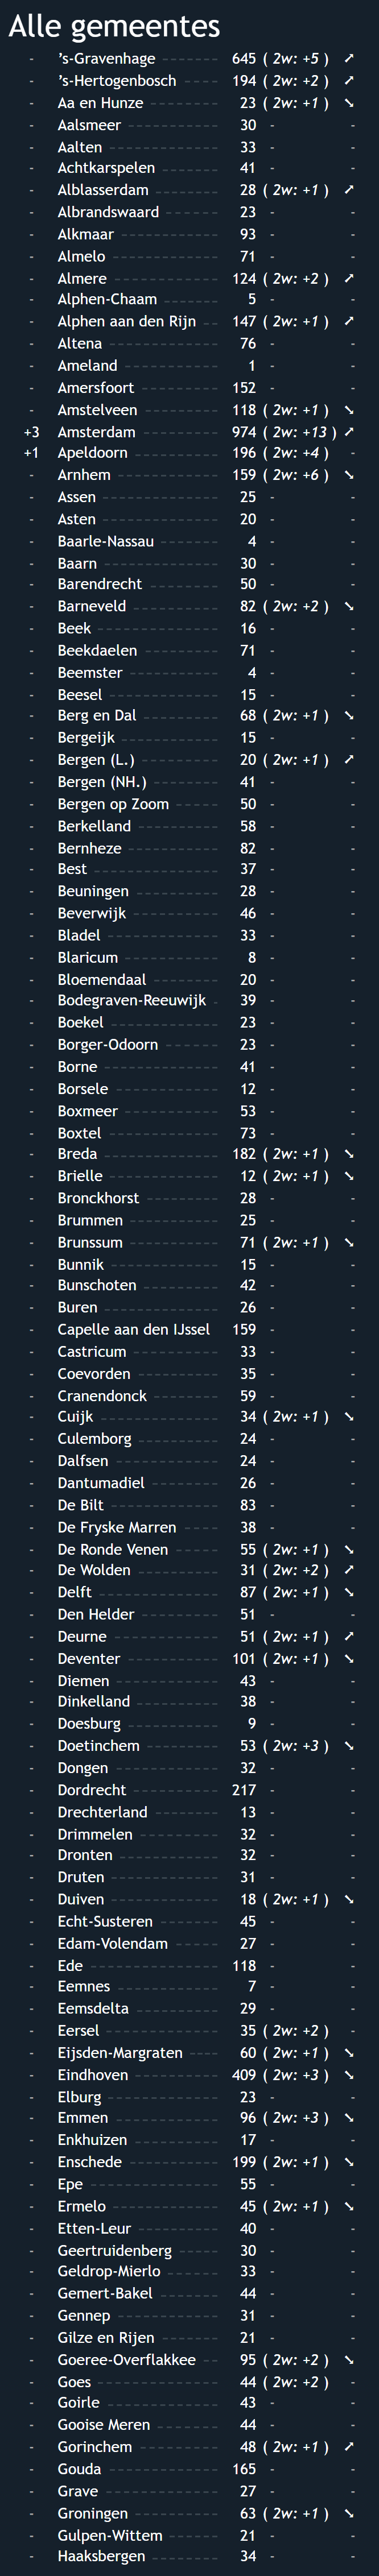 Alle gemeentes
- ’s-Gravenhage ------- 645 ( 2w: +5 ) ➚
- ’s-Hertogenbosch ----- 194 ( 2w: +2 ) ➚
- Aa en Hunze ------ 23 ( 2w: +1 ) ➘
- Aalsmeer 30 - -
- Aalten 33 - -
- Achtkarspelen 41 - -
- Alblasserdam 28 ( 2w: +1 ) ➚
- Albrandswaard 23 - -
- Alkmaar 93 - -
- Almelo 71 - -
- Almere 124 ( 2w: +2 ) ➚
- Alphen-Chaam 5 - -
- Alphen aan den Rijn 147 ( 2w: +1 ) ➚
- Altena 76 - -
- Ameland 1 - -
- Amersfoort 152 - -
- Amstelveen 118 ( 2w: +1 ) ➘
+3 Amsterdam 974 ( 2w: +13 ) ➚
+1 Apeldoorn 196 ( 2w: +4 ) -
- Arnhem 159 ( 2w: +6 ) ➘
- Assen 25 - -
- Asten 20 - -
- Baarle-Nassau 4 - -
- Baarn 30 - -
- Barendrecht 50 - -
- Barneveld 82 ( 2w: +2 ) ➘
- Beek 16 - -
- Beekdaelen 71 - -
- Beemster 4 - -
- Beesel 15 - -
- Berg en Dal 68 ( 2w: +1 ) ➘
- Bergeijk 15 - -
- Bergen (L.) 20 ( 2w: +1 ) ➚
- Bergen (NH.) 41 - -
- Bergen op Zoom 50 - -
- Berkelland 58 - -
- Bernheze 82 - -
- Best 37 - -
- Beuningen 28 - -
- Beverwijk 46 - -
- Bladel 33 - -
- Blaricum 8 - -
- Bloemendaal 20 - -
- Bodegraven-Reeuwijk 39 - -
- Boekel 23 - -
- Borger-Odoorn 23 - -
- Borne 41 - -
- Borsele 12 - -
- Boxmeer 53 - -
- Boxtel 73 - -
- Breda 182 ( 2w: +1 ) ➘
- Brielle 12 ( 2w: +1 ) ➘
- Bronckhorst 28 - -
- Brummen 25 - -
- Brunssum 71 ( 2w: +1 ) ➘
- Bunnik 15 - -
- Bunschoten 42 - -
- Buren 26 - -
- Capelle aan den IJssel 159 - -
- Castricum 33 - -
- Coevorden 35 - -
- Cranendonck 59 - -
- Cuijk 34 ( 2w: +1 ) ➘
- Culemborg 24 - -
- Dalfsen 24 - -
- Dantumadiel 26 - -
- De Bilt 83 - -
- De Fryske Marren 38 - -
- De Ronde Venen 55 ( 2w: +1 ) ➘
- De Wolden 31 ( 2w: +2 ) ➚
- Delft 87 ( 2w: +1 ) ➘
- Den Helder 51 - -
- Deurne 51 ( 2w: +1 ) ➚
- Deventer 101 ( 2w: +1 ) ➘
- Diemen 43 - -
- Dinkelland 38 - -
- Doesburg 9 - -
- Doetinchem 53 ( 2w: +3 ) ➘
- Dongen 32 - -
- Dordrecht 217 - -
- Drechterland 13 - -
- Drimmelen 32 - -
- Dronten 32 - -
- Druten 31 - -
- Duiven 18 ( 2w: +1 ) ➘
- Echt-Susteren 45 - -
- Edam-Volendam 27 - -
- Ede 118 - -
- Eemnes 7 - -
- Eemsdelta 29 - -
- Eersel 35 ( 2w: +2 ) -
- Eijsden-Margraten 60 ( 2w: +1 ) ➘
- Eindhoven 409 ( 2w: +3 ) ➘
- Elburg 23 - -
- Emmen 96 ( 2w: +3 ) ➘
- Enkhuizen 17 - -
- Enschede 199 ( 2w: +1 ) ➘
- Epe 55 - -
- Ermelo 45 ( 2w: +1 ) ➘
- Etten-Leur 40 - -
- Geertruidenberg 30 - -
- Geldrop-Mierlo 33 - -
- Gemert-Bakel 44 - -
- Gennep 31 - -
- Gilze en Rijen 21 - -
- Goeree-Overflakkee 95 ( 2w: +2 ) ➘
- Goes 44 ( 2w: +2 ) -
- Goirle 43 - -
- Gooise Meren 44 - -
- Gorinchem 48 ( 2w: +1 ) ➚
- Gouda 165 - -
- Grave 27 - -
- Groningen 63 ( 2w: +1 ) ➘
- Gulpen-Wittem 21 - -
- Haaksbergen 34 - -